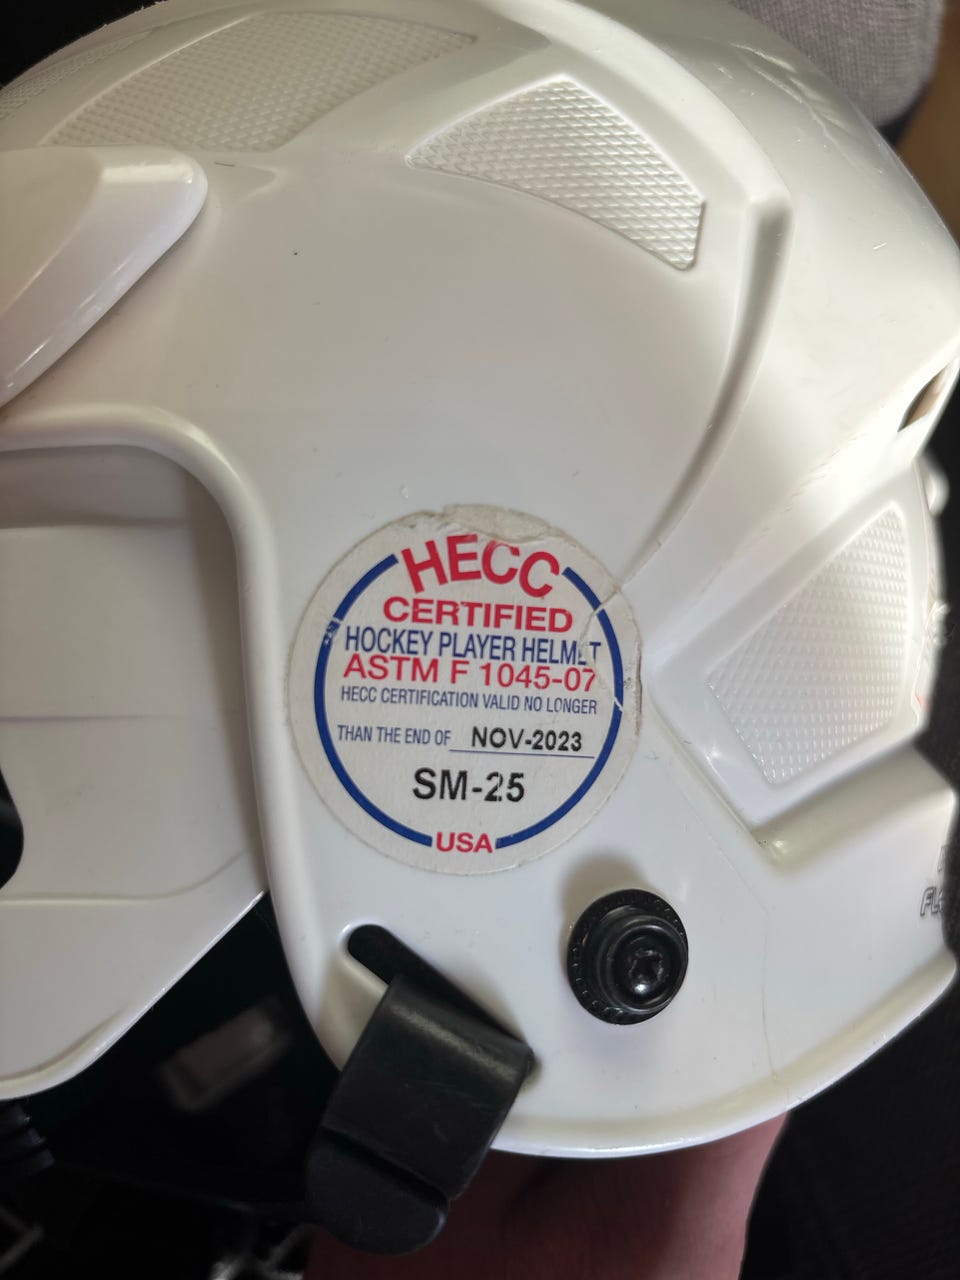 HECC
CERTIFIED
HOCKEY PLAYER HELMET
ASTM F 1045-07
HECC CERTIFICATION VALID NO LONGER
THAN THE END OF NOV-2023
SM-25
USA